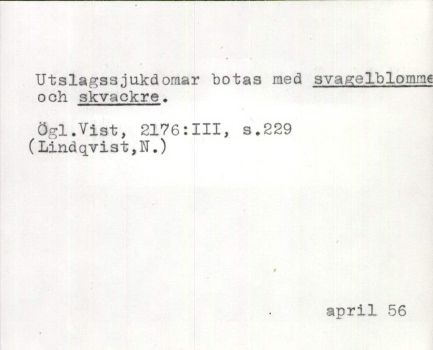 Utslagssjukdomar botas med svagelblomme
och skvackre.
Ögl.Vist, 2176:III, s.229
(Lindqvist,N.)
april 56